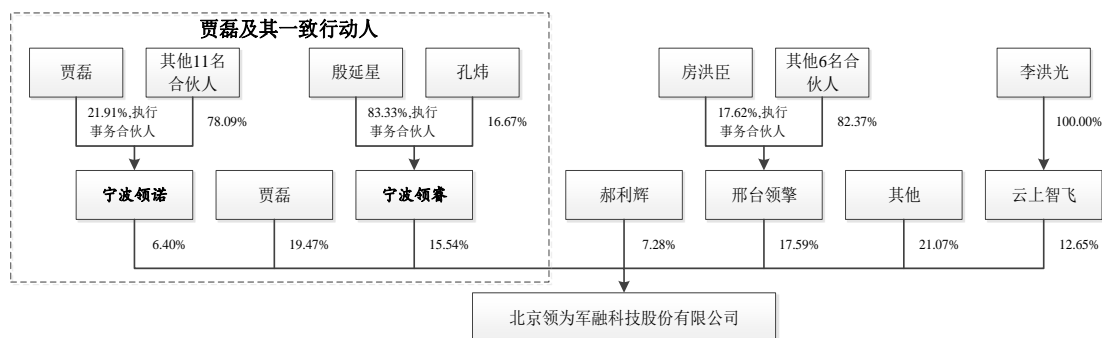 贾磊及其一致行动人
贾磊
其他11名
合伙人
殷延星
孔炜
房洪臣
其他6名合
伙人
李洪光
21.91%,执行
事务合伙人
78.09%
83.33%,执行
事务合伙人
16.67%
17.62%,执行
事务合伙人
82.37%
100.00%
宁波领诺
贾磊
宁波领睿
郝利辉
邢台领擎
其他
云上智飞
6.40%
19.47%
15.54%
7.28%
17.59%
21.07%
12.65%
北京领为军融科技股份有限公司